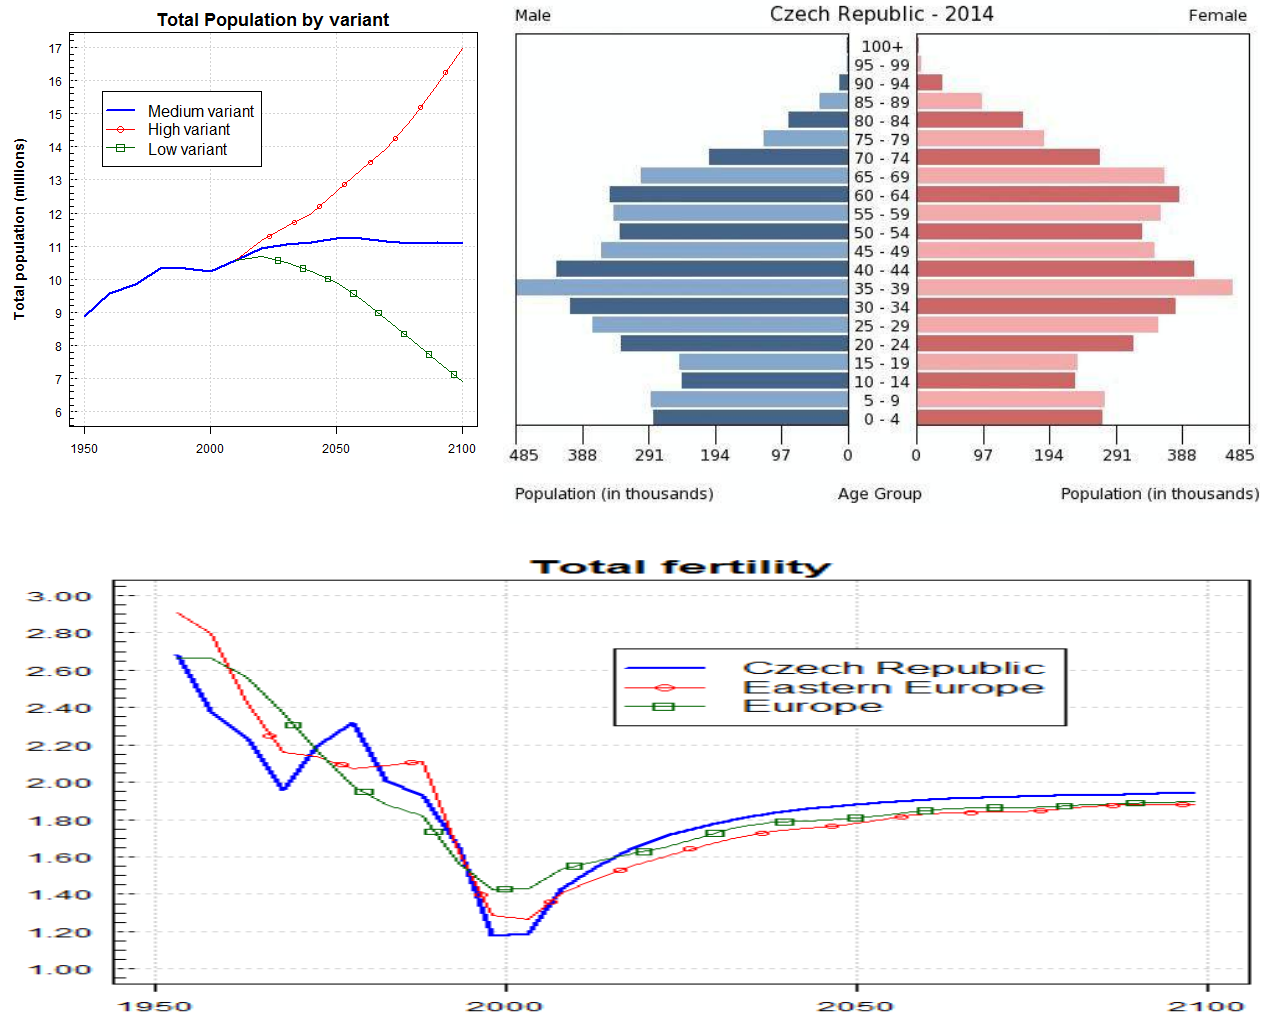 Total Population by variant
Total population (millions)
17
16
15
14
13
12
11
10
9
8
7
6
Medium variant
High variant
Low variant
1950 2000 2050 2100
Male Czech Republic - 2014 Female
100+
95 - 99
90 - 94
85 - 89
80 - 84
75 - 79
70 - 74
65 - 69
60 - 64
55 - 59
50 - 54
45 - 49
40 - 44
35 - 39
30 - 34
25 - 29
20 - 24
15 - 19
10 - 14
5 - 9
0 - 4
485 388 291 194 97 0 0 97 194 291 388 485
Population (in thousands) Age Group Population (in thousands)
Total fertility
3.00
2.80
2.60
2.40
2.20
2.00
1.80
1.60
1.40
1.20
1.00
Czech Republic
Eastern Europe
Europe
1950 2000 2050 2100